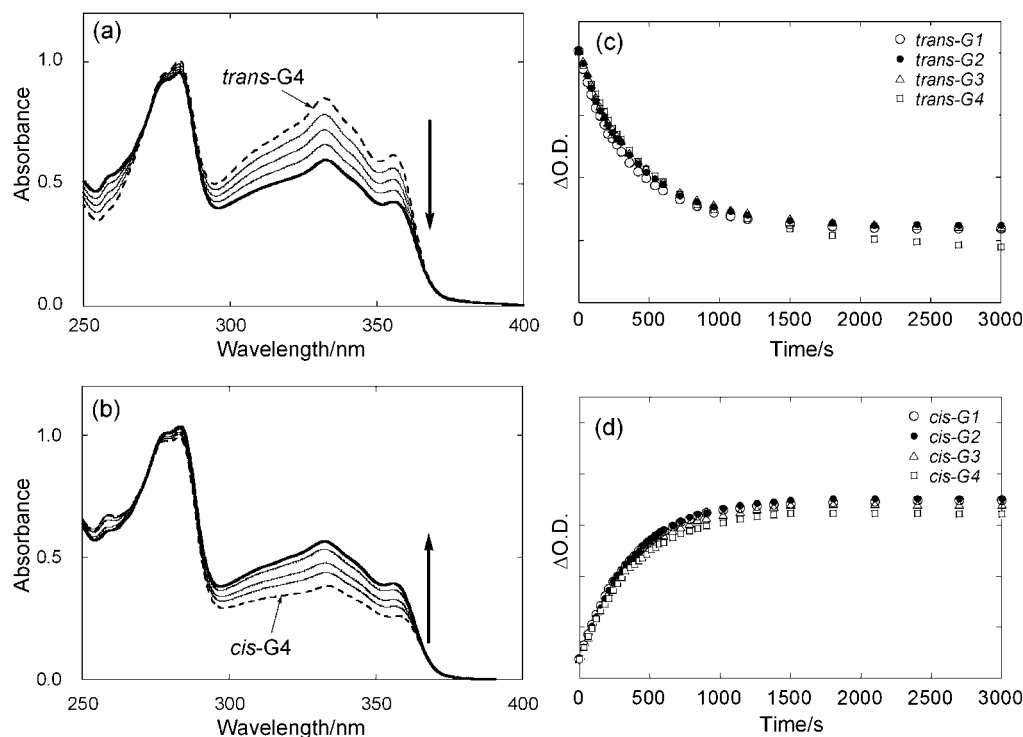 (a)
Absorbance
1.0
0.5
0.0
trans-G4
250
300
350
400
Wavelength/nm
(c)
trans-G1
trans-G2
trans-G3
trans-G4
ΔO.D.
0
500
1000
1500
2000
2500
3000
Time/s
(b)
Absorbance
1.0
0.5
0.0
cis-G4
250
300
350
400
Wavelength/nm
(d)
cis-G1
cis-G2
cis-G3
cis-G4
ΔO.D.
0
500
1000
1500
2000
2500
3000
Time/s